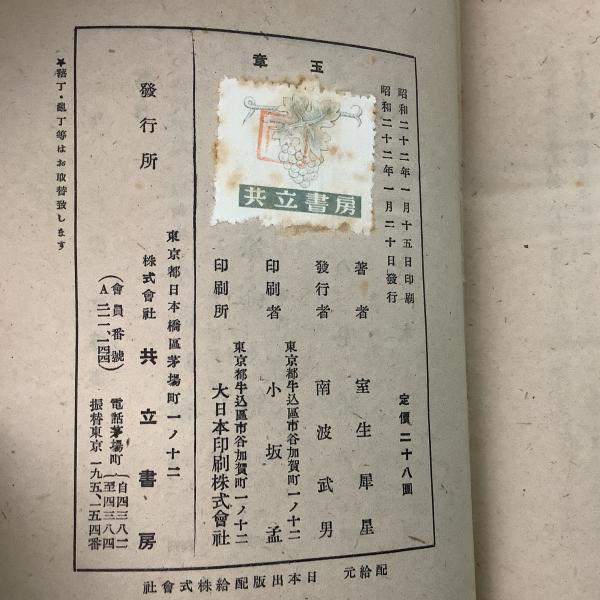 玉章
昭和二十二年一月十五日印刷
昭和二十二年一月二十日發行
定價二十八圓
著者 室生犀星
發行者 南波武男
東京都牛込區市谷加賀町一ノ十二
印刷者 小坂孟
東京都牛込區市谷加賀町一ノ十二
印刷所 大日本印刷株式會社
共立書房
發行所
東京都日本橋區茅場町一ノ十二
株式會社 共立書房
(會員番號 A二一一、一四四)
電話茅場町(自四三八二 至四三八四
振替東京一九五、一五四番
★落丁・亂丁等はお取替致します
配給元 日本出版配給株式會社